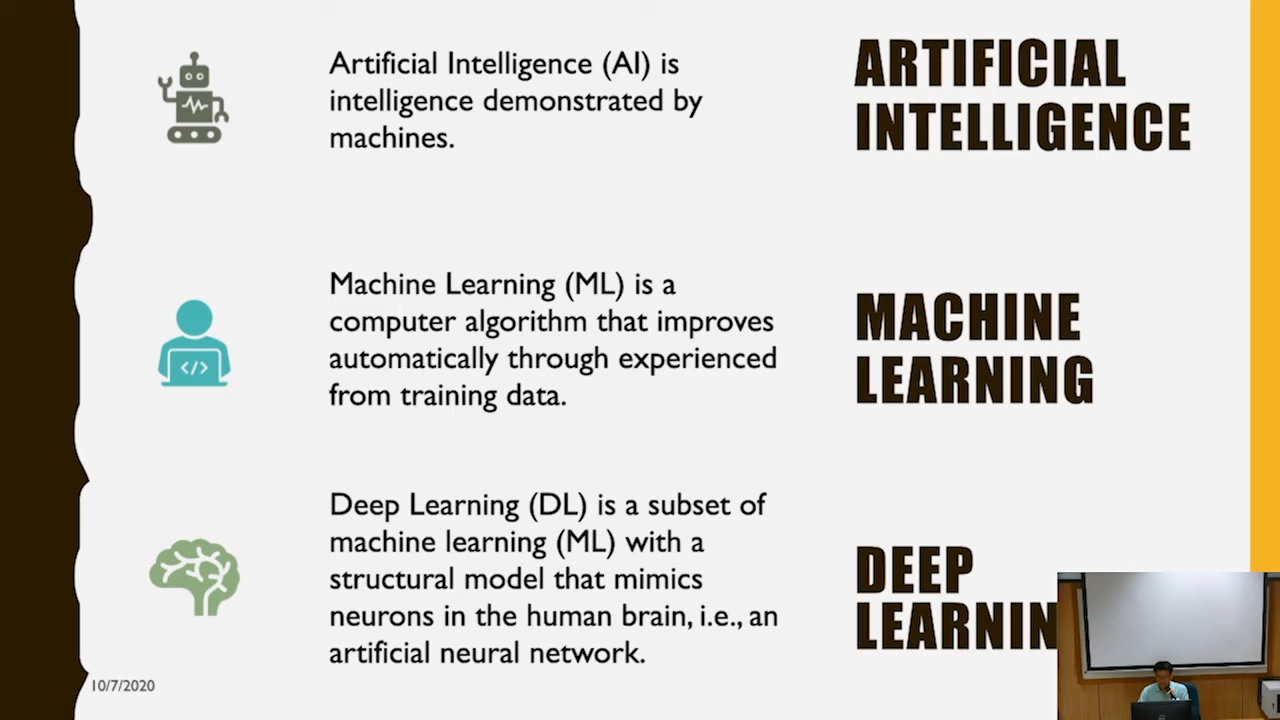 Artificial Intelligence (AI) is
intelligence demonstrated by
machines.
ARTIFICIAL
INTELLIGENCE
Machine Learning (ML) is a
computer algorithm that improves
automatically through experienced
from training data.
</>
MACHINE
LEARNING
Deep Learning (DL) is a subset of
machine learning (ML) with a
structural model that mimics
neurons in the human brain, i.e., an
artificial neural network.
DEEP
LEARNIN
10/7/2020